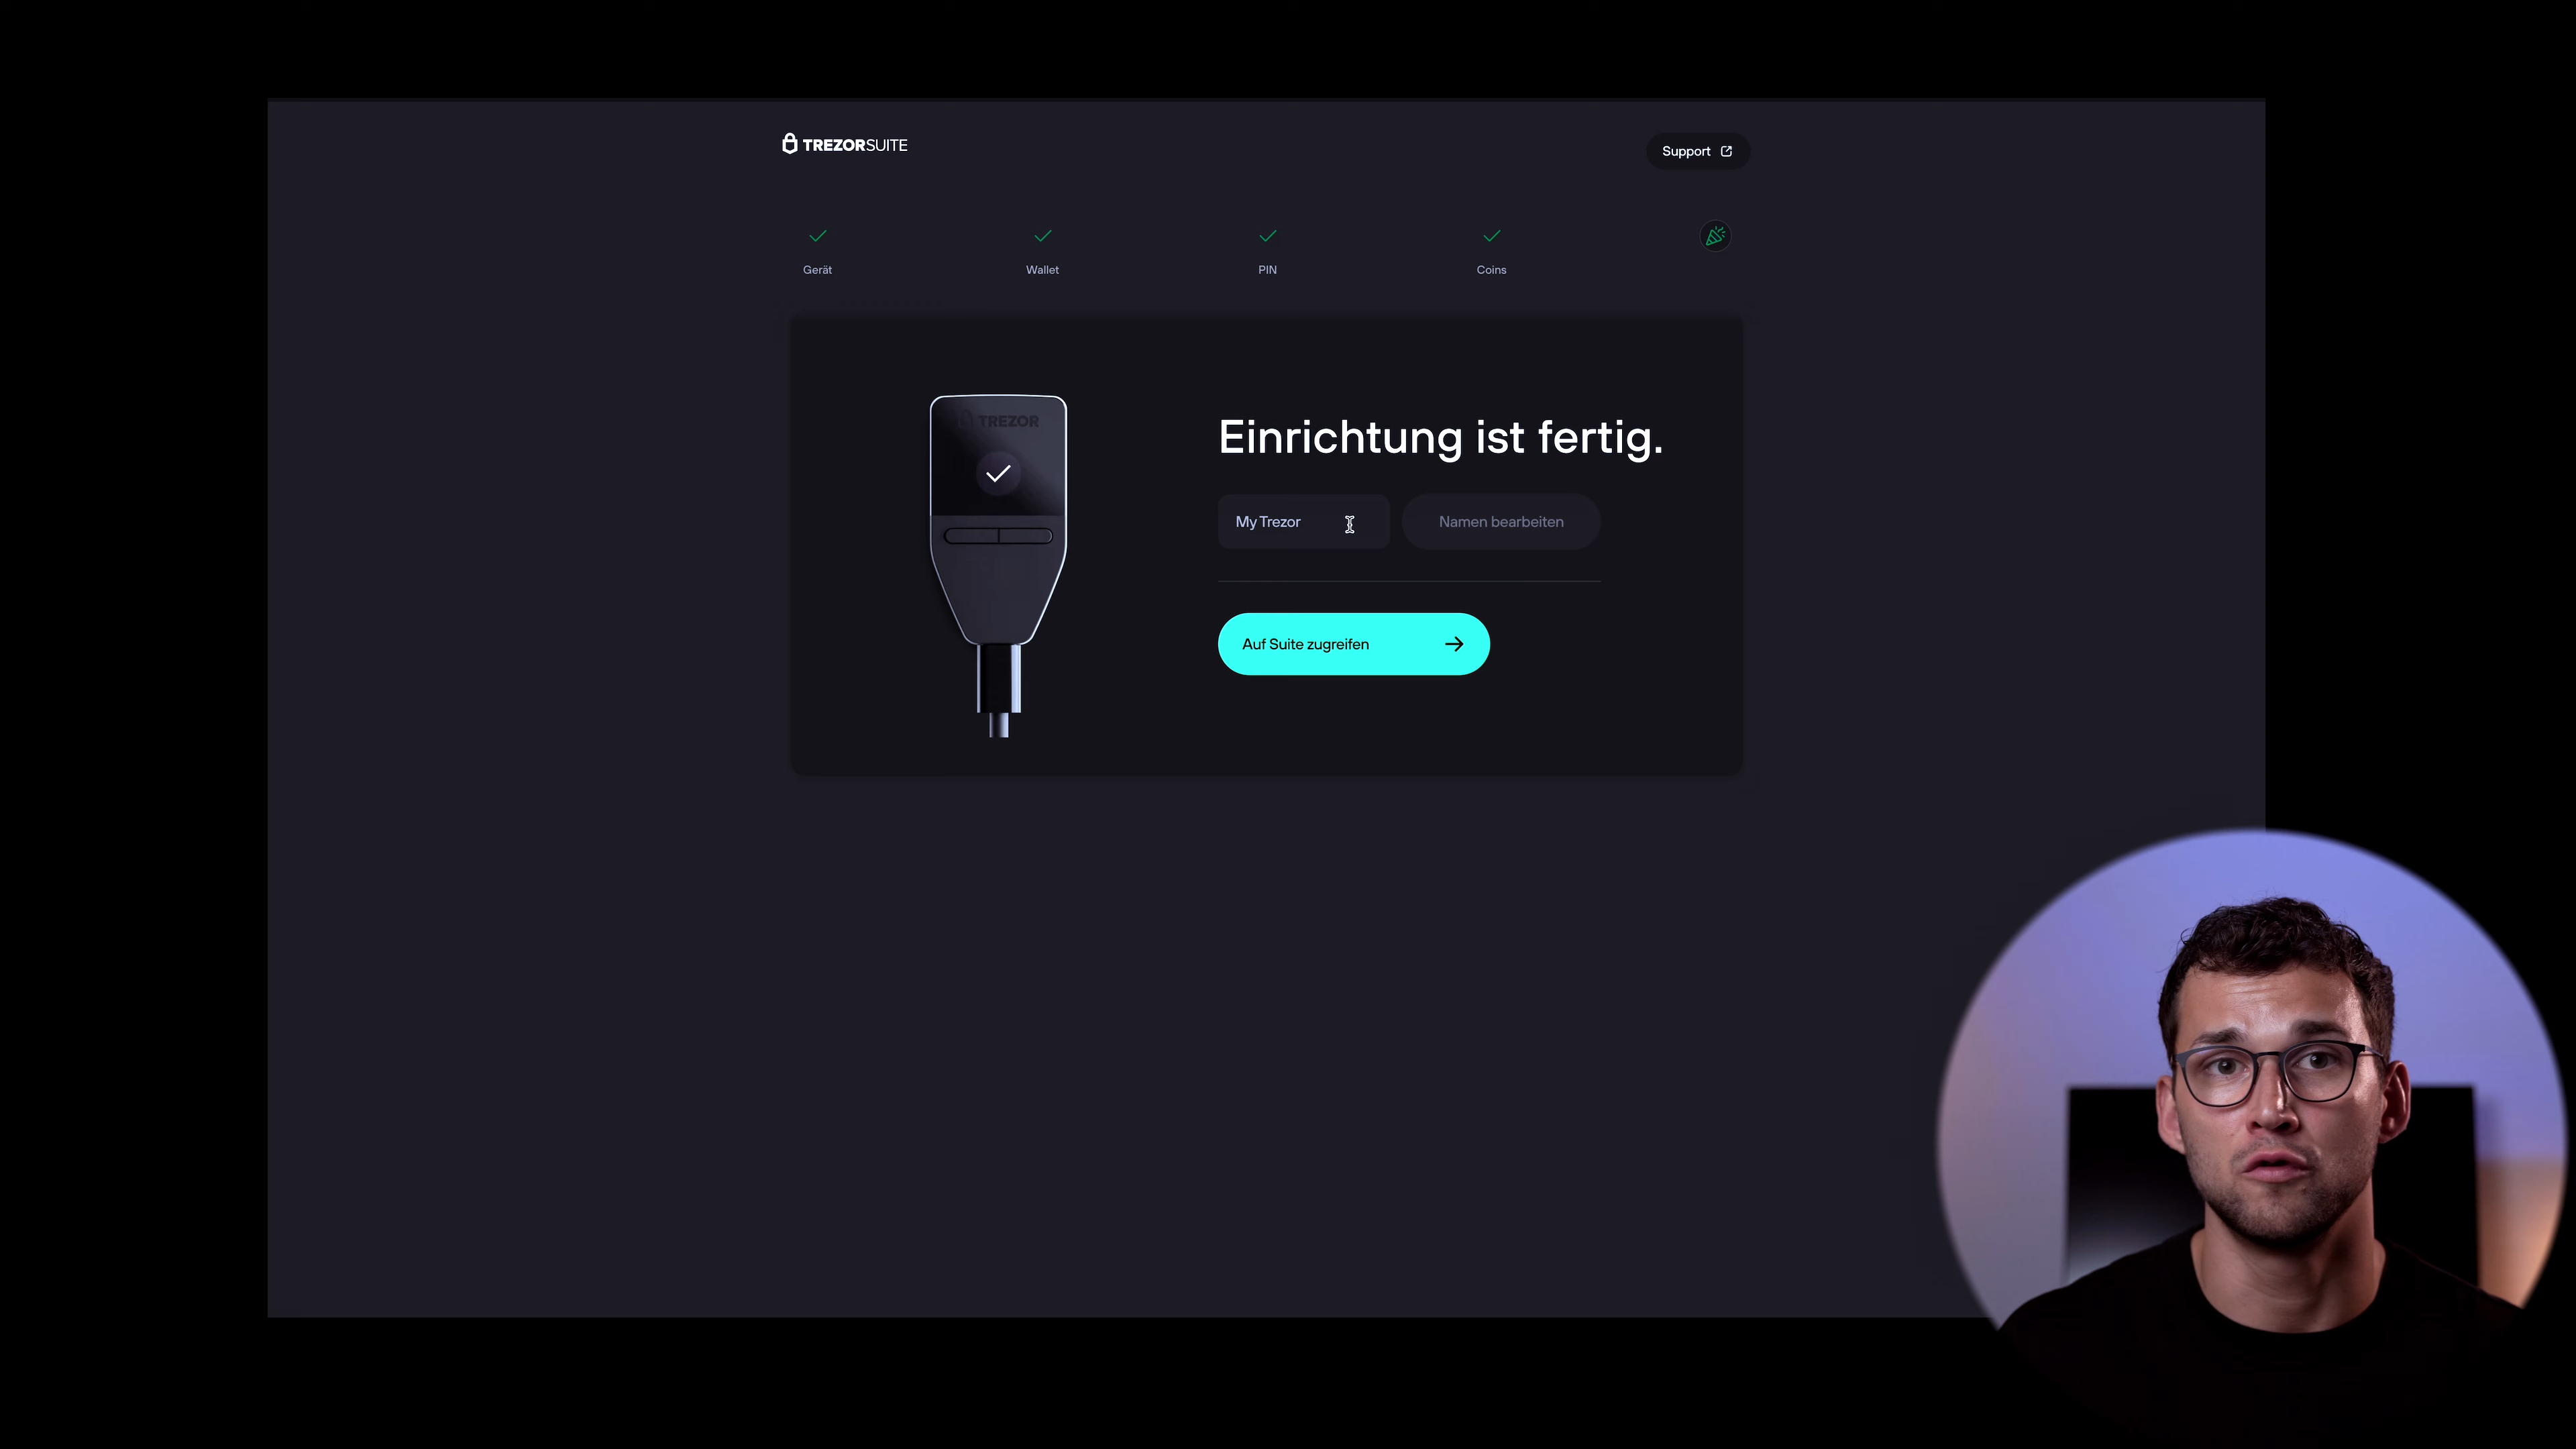 TREZORSUITE
Support
Gerät
Wallet
PIN
Coins
TREZOR
Einrichtung ist fertig.
My Trezor
Namen bearbeiten
Auf Suite zugreifen